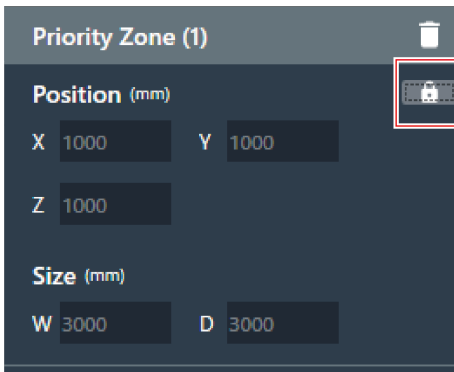 Priority Zone (1)
Position (mm)
X 1000 Y 1000
Z 1000
Size (mm)
W 3000 D 3000